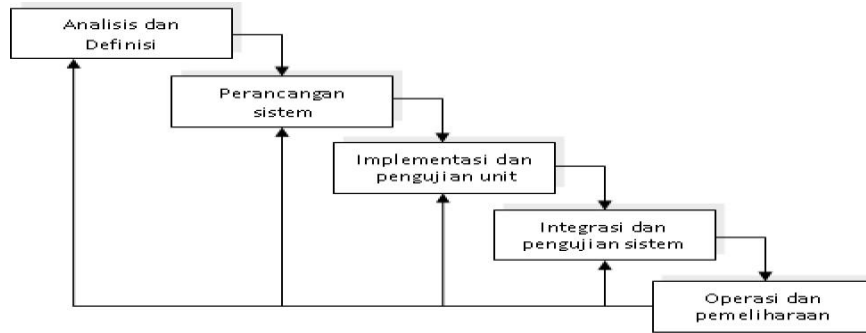 Analisis dan
Definisi
Perancangan
sistem
Implementasi dan
pengujian unit
Integrasi dan
pengujian sistem
Operasi dan
pemeliharaan